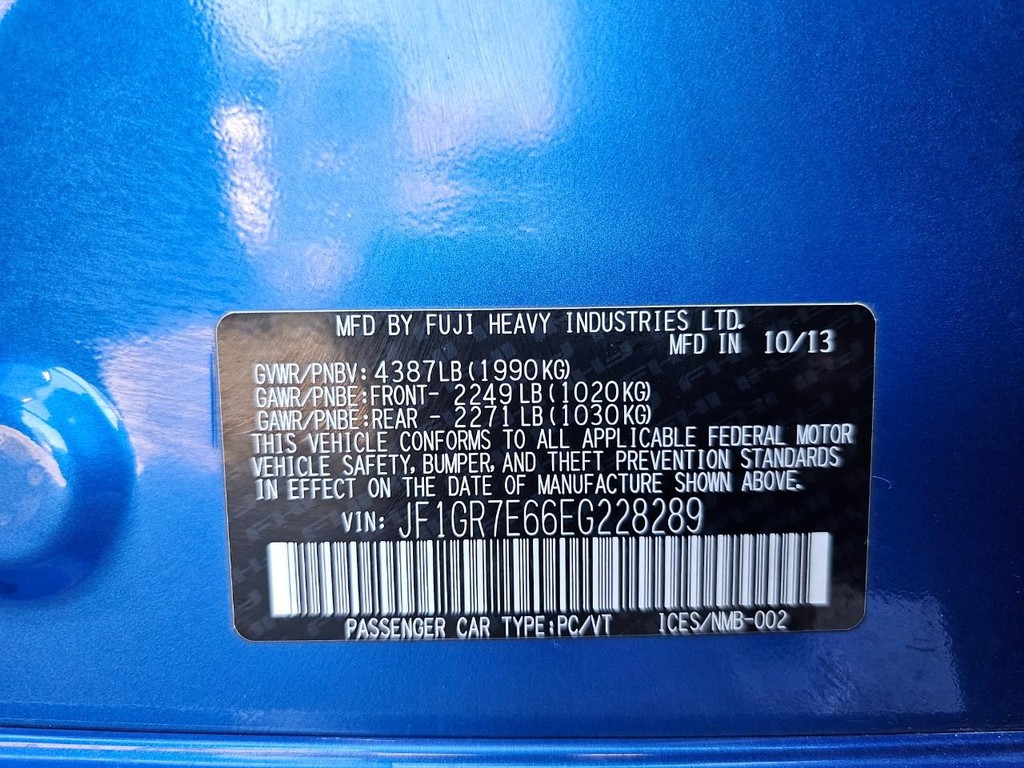 MFD BY FUJI HEAVY INDUSTRIES LTD.
MFD IN 10/13
GVWR/PNBV: 4387LB(1990KG)
GAWR/PNBE:FRONT- 2249LB(1020KG)
GAWR/PNBE:REAR - 2271LB(1030KG)
THIS VEHICLE CONFORMS TO ALL APPLICABLE FEDERAL MOTOR
VEHICLE SAFETY, BUMPER, AND THEFT PREVENTION STANDARDS
IN EFFECT ON THE DATE OF MANUFACTURE SHOWN ABOVE.
VIN: JF1GR7E66EG228289
PASSENGER CAR TYPE:PC/VT ICES/NMB-002